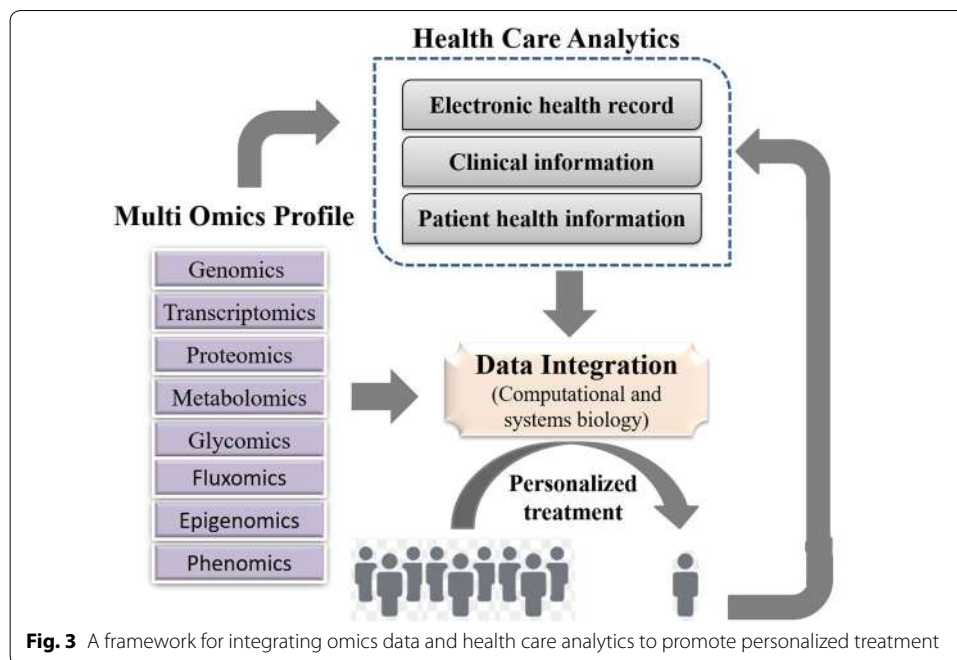 Health Care Analytics
Electronic health record
Clinical information
Patient health information
Multi Omics Profile
Genomics
Transcriptomics
Proteomics
Metabolomics
Glycomics
Fluxomics
Epigenomics
Phenomics
Data Integration
(Computational and
systems biology)
Personalized
treatment
Fig. 3 A framework for integrating omics data and health care analytics to promote personalized treatment